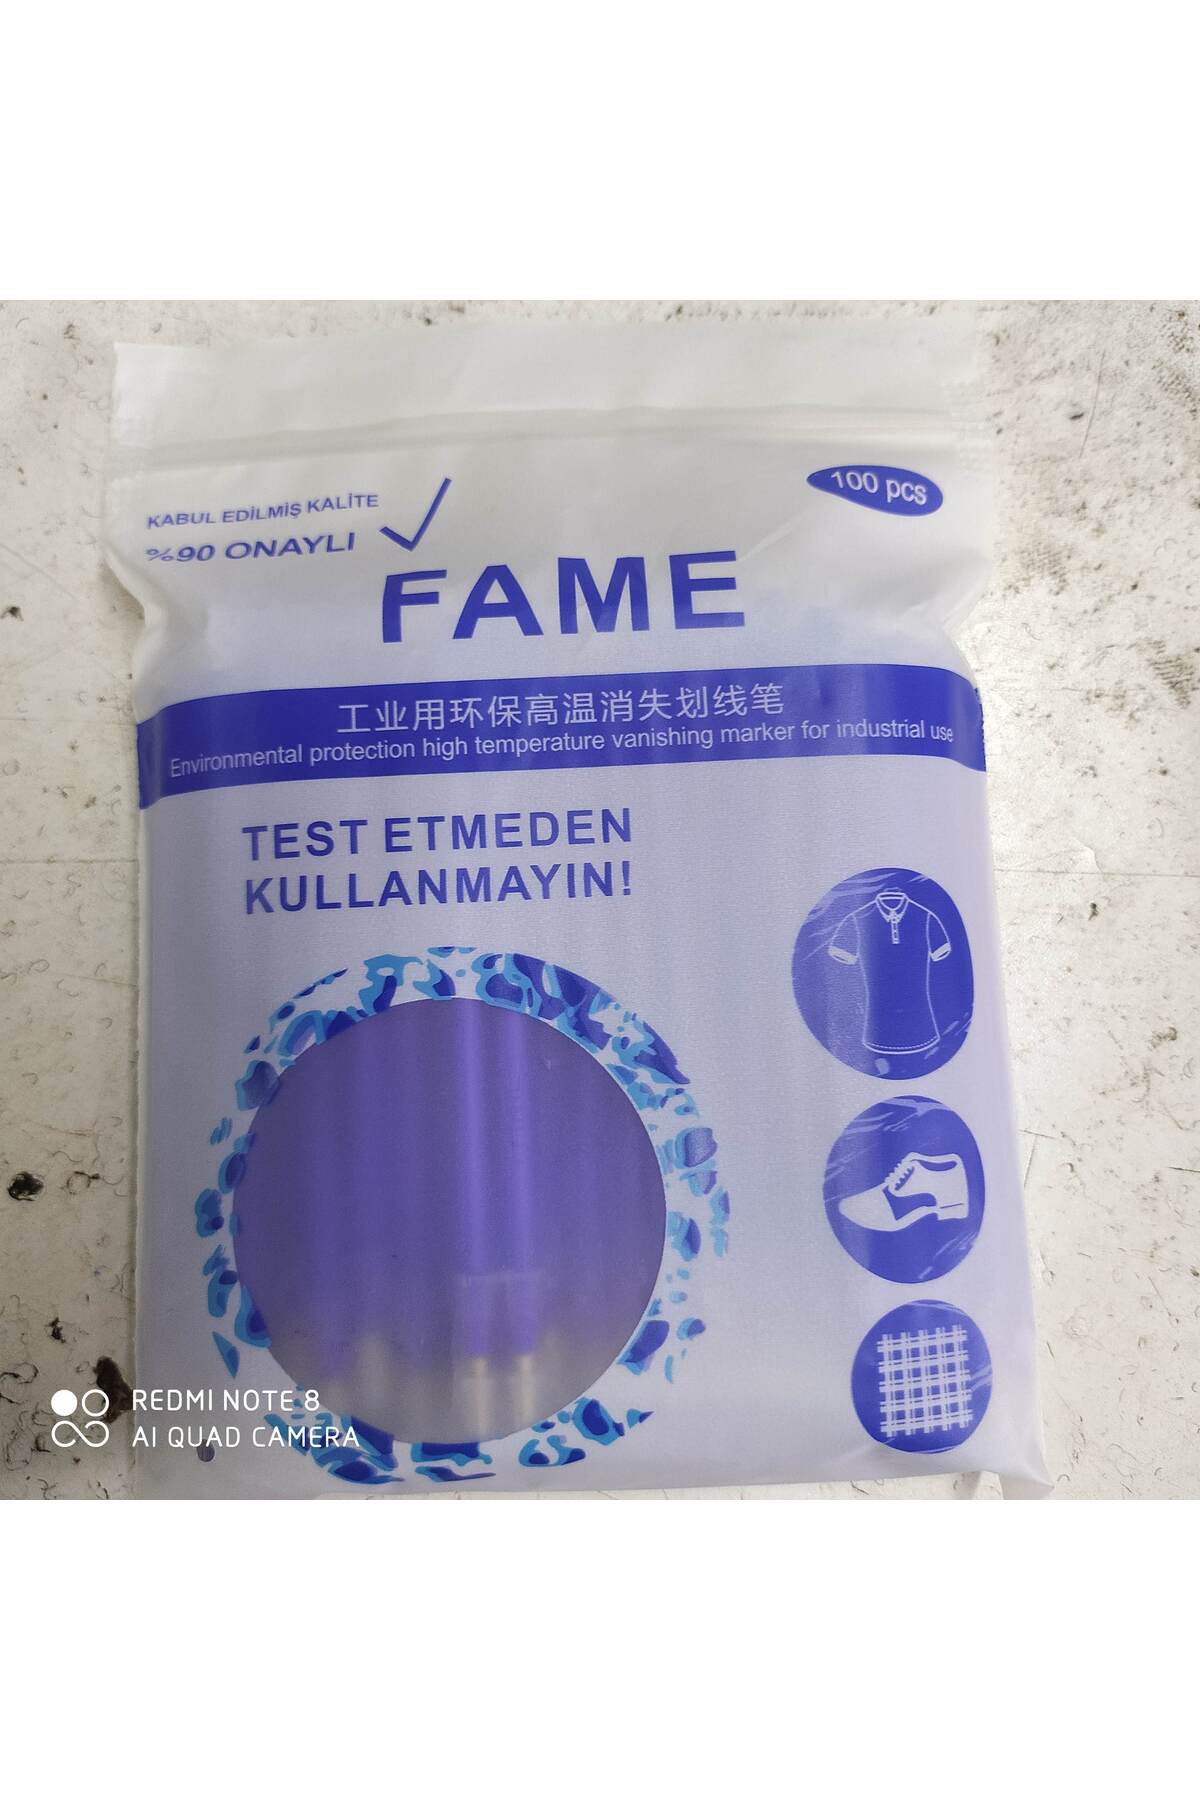 KABUL EDİLMİŞ KALİTE
%90 ONAYLI
100 pcs
FAME
工业用环保高温消失划线笔
Environmental protection high temperature vanishing marker for industrial use
TEST ETMEDEN
KULLANMAYIN!
REDMI NOTE 8
AI QUAD CAMERA